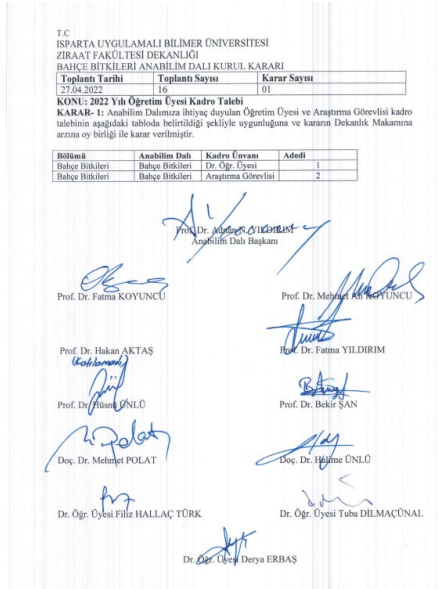 T.C
ISPARTA UYGULAMALI BİLİMER ÜNİVERSİTESİ
ZİRAAT FAKÜLTESİ DEKANLIĞI
BAHÇE BİTKİLERİ ANABİLİM DALI KURUL KARARI
Toplantı Tarihi Toplantı Sayısı Karar Sayısı
27.04.2022 16 01
KONU: 2022 Yılı Öğretim Üyesi Kadro Talebi
KARAR- 1: Anabilim Dalımıza ihtiyaç duyulan Öğretim Üyesi ve Araştırma Görevlisi kadro
talebinin aşağıdaki tabloda belirtildiği şekliyle uygunluğuna ve kararın Dekanlık Makamına
arzına oy birliği ile karar verilmiştir.
Bölümü Anabilim Dalı Kadro Ünvanı Adedi
Bahçe Bitkileri Bahçe Bitkileri Dr. Öğr. Üyesi 1
Bahçe Bitkileri Bahçe Bitkileri Araştırma Görevlisi 2
Prof. Dr. Adnan N. YILDIRIM
Anabilim Dalı Başkanı
Prof. Dr. Fatma KOYUNCU Prof. Dr. Mehmet Ali KOYUNCU
Prof. Dr. Hakan AKTAŞ Prof. Dr. Fatma YILDIRIM
(Katılamadı)
Prof. Dr. Hüsnü ÜNLÜ Prof. Dr. Bekir ŞAN
Doç. Dr. Mehmet POLAT Doç. Dr. Halime ÜNLÜ
Dr. Öğr. Üyesi Filiz HALLAÇ TÜRK Dr. Öğr. Üyesi Tuba DİLMAÇÜNAL
Dr. Öğr. Üyesi Derya ERBAŞ